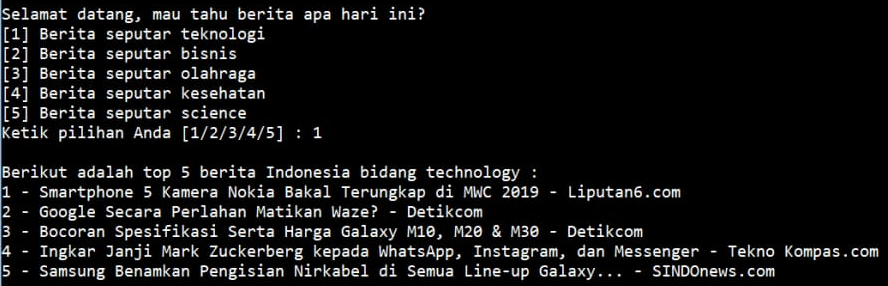 Selamat datang, mau tahu berita apa hari ini?
[1] Berita seputar teknologi
[2] Berita seputar bisnis
[3] Berita seputar olahraga
[4] Berita seputar kesehatan
[5] Berita seputar science
Ketik pilihan Anda [1/2/3/4/5] : 1
Berikut adalah top 5 berita Indonesia bidang technology :
1 - Smartphone 5 Kamera Nokia Bakal Terungkap di MWC 2019 - Liputan6.com
2 - Google Secara Perlahan Matikan Waze? - Detikcom
3 - Bocoran Spesifikasi Serta Harga Galaxy M10, M20 & M30 - Detikcom
4 - Ingkar Janji Mark Zuckerberg kepada WhatsApp, Instagram, dan Messenger - Tekno Kompas.com
5 - Samsung Benamkan Pengisian Nirkabel di Semua Line-up Galaxy... - SINDOnews.com